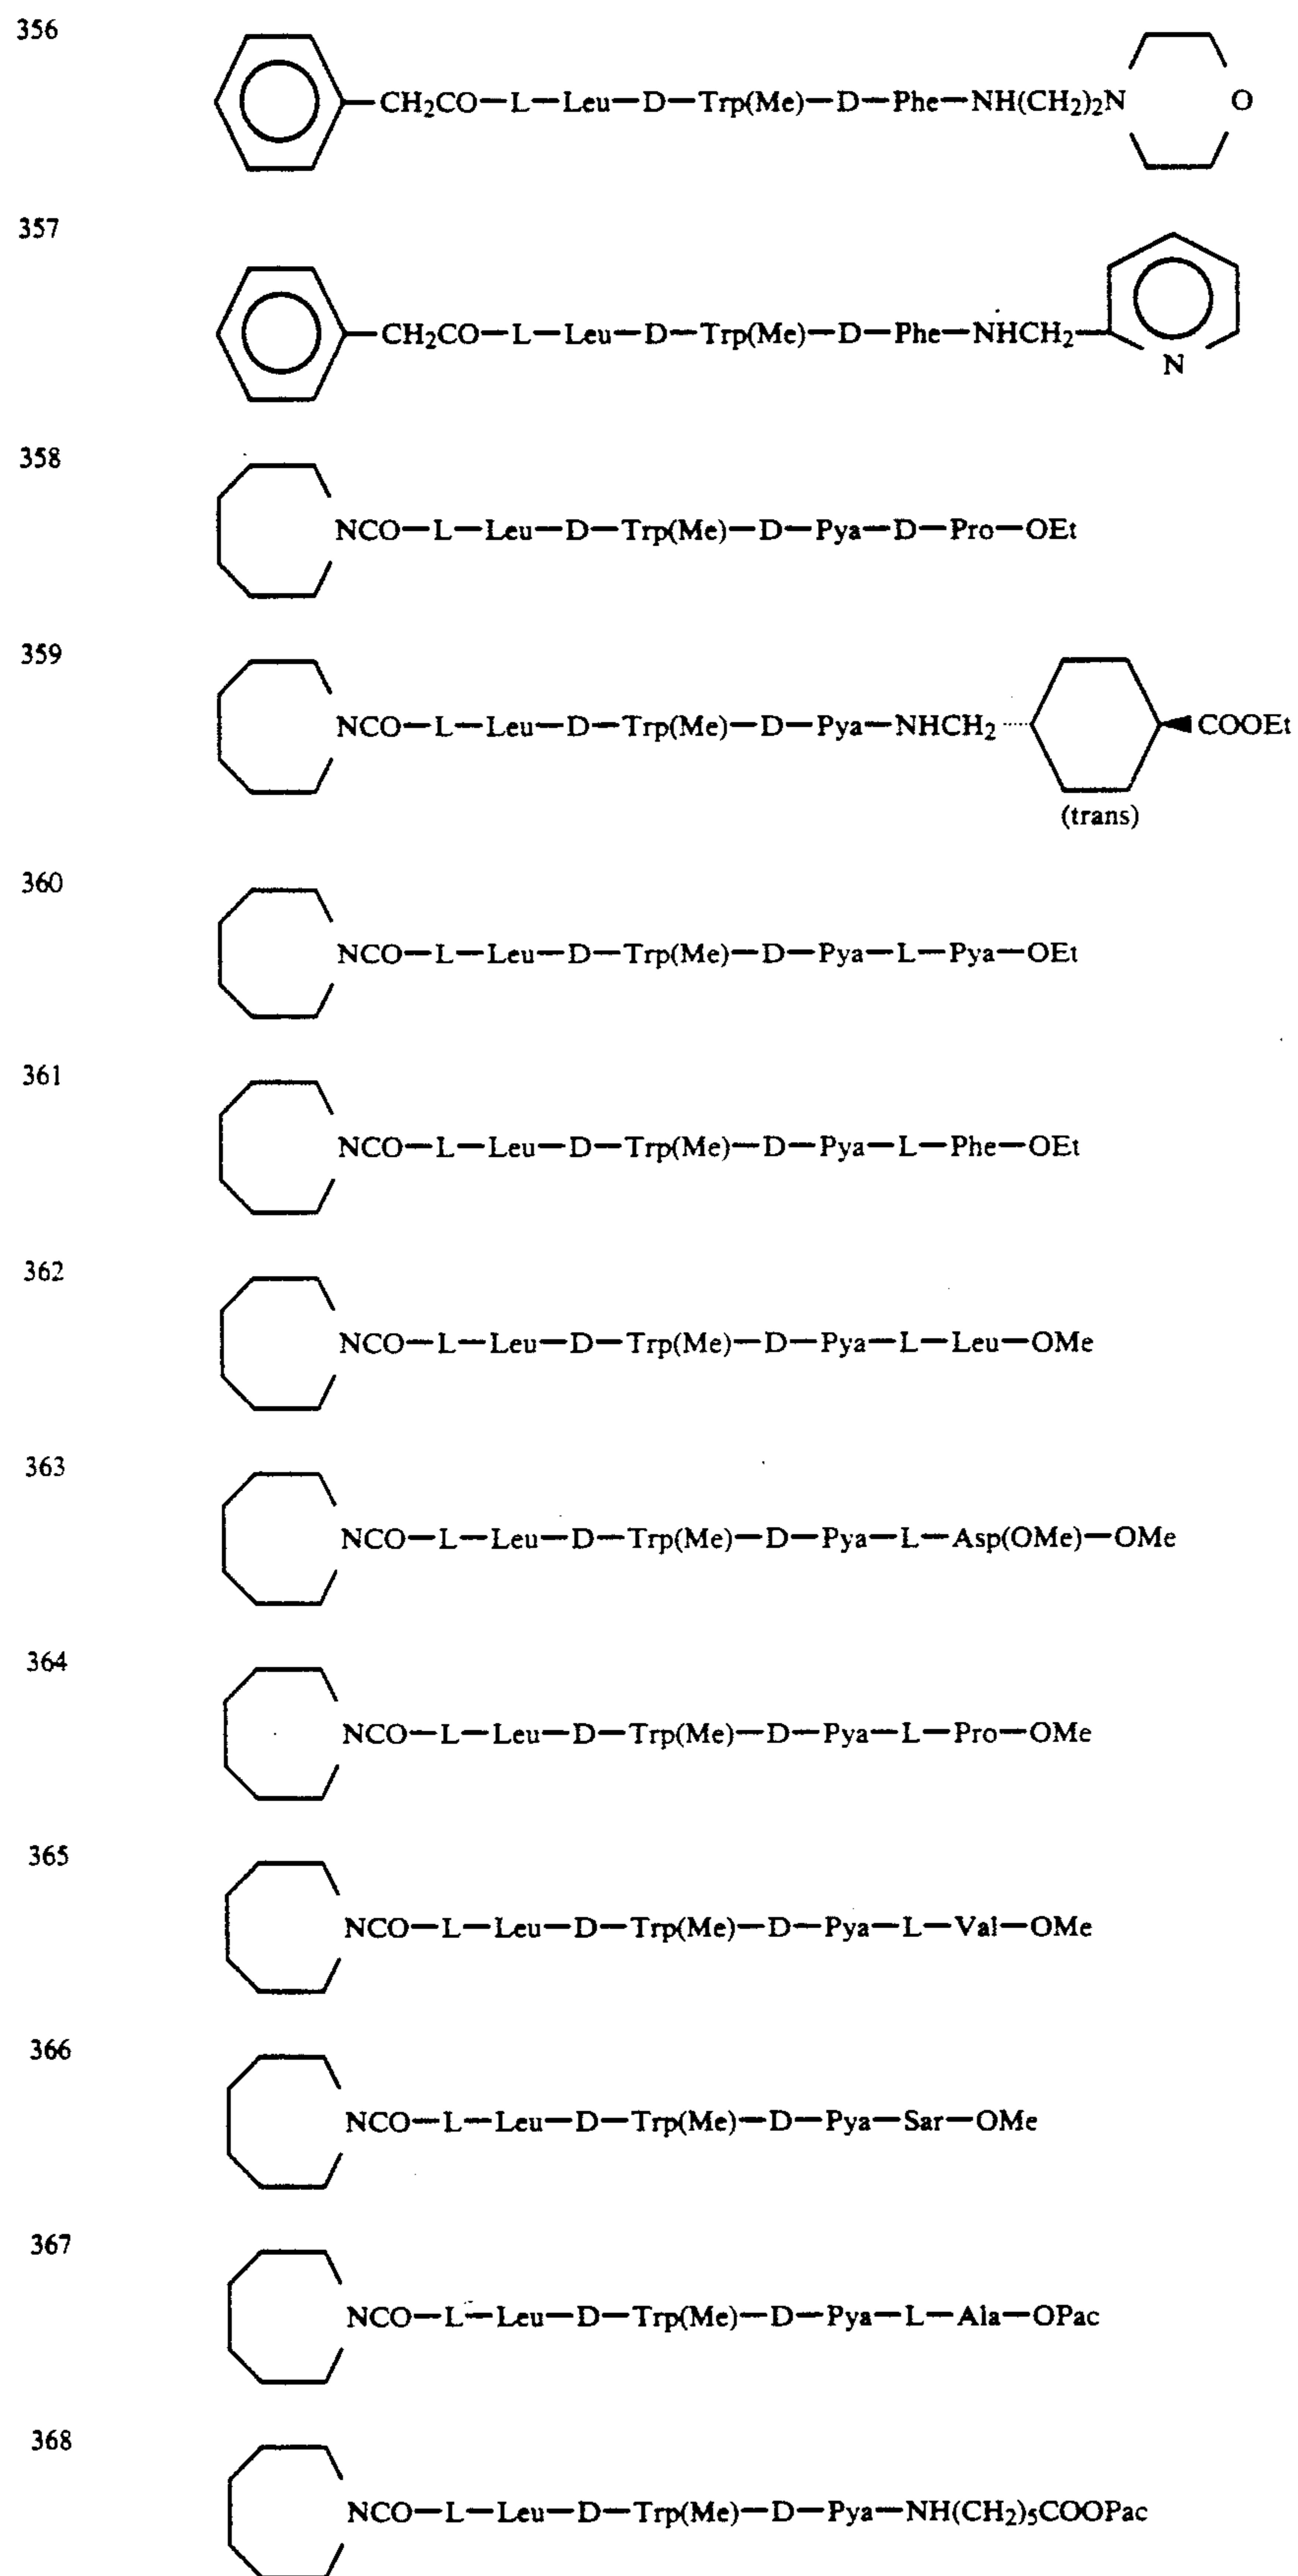 356
CH₂CO—L—Leu—D—Trp(Me)—D—Phe—NH(CH₂)₂N O
357
CH₂CO—L—Leu—D—Trp(Me)—D—Phe—NHCH₂ N
358
NCO—L—Leu—D—Trp(Me)—D—Pya—D—Pro—OEt
359
NCO—L—Leu—D—Trp(Me)—D—Pya—NHCH₂ COOEt
(trans)
360
NCO—L—Leu—D—Trp(Me)—D—Pya—L—Pya—OEt
361
NCO—L—Leu—D—Trp(Me)—D—Pya—L—Phe—OEt
362
NCO—L—Leu—D—Trp(Me)—D—Pya—L—Leu—OMe
363
NCO—L—Leu—D—Trp(Me)—D—Pya—L—Asp(OMe)—OMe
364
NCO—L—Leu—D—Trp(Me)—D—Pya—L—Pro—OMe
365
NCO—L—Leu—D—Trp(Me)—D—Pya—L—Val—OMe
366
NCO—L—Leu—D—Trp(Me)—D—Pya—Sar—OMe
367
NCO—L—Leu—D—Trp(Me)—D—Pya—L—Ala—OPac
368
NCO—L—Leu—D—Trp(Me)—D—Pya—NH(CH₂)₅COOPac